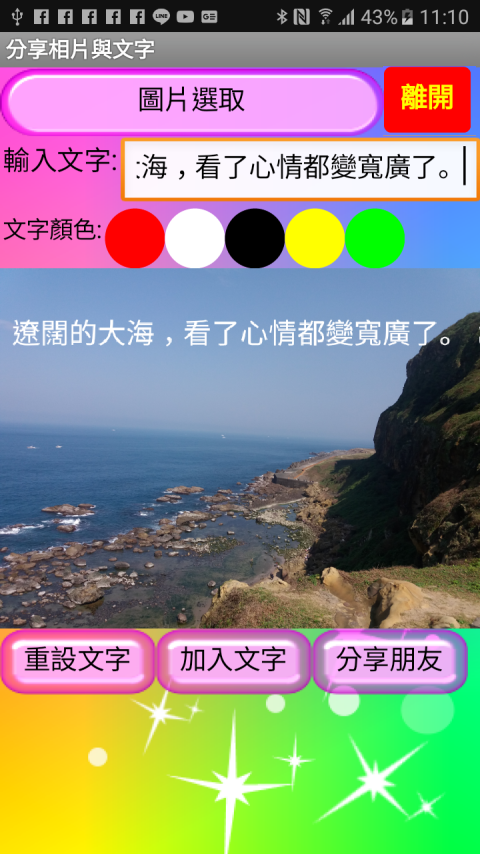 43% 11:10
分享相片與文字
圖片選取
離開
輸入文字:
海，看了心情都變寬廣了。
文字顏色:
遼闊的大海，看了心情都變寬廣了。
重設文字 加入文字 分享朋友